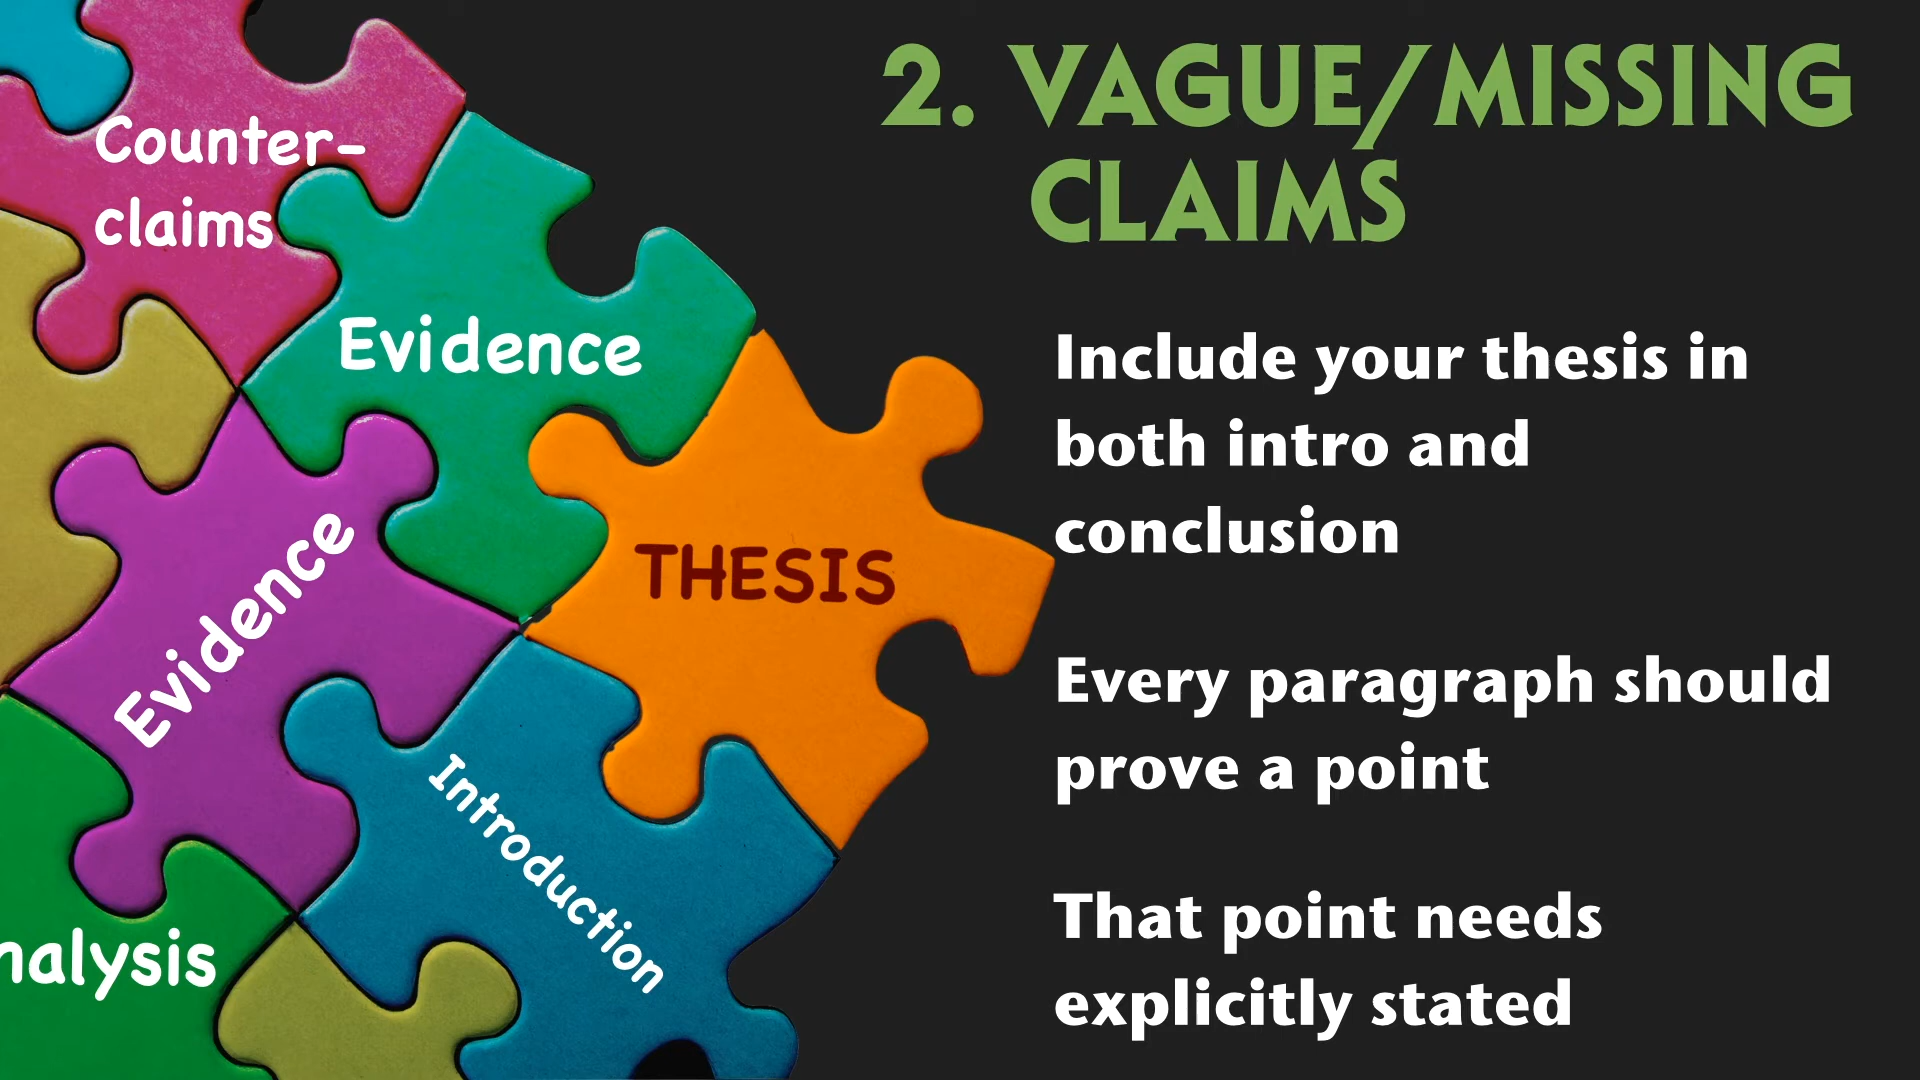 2. VAGUE/MISSING
CLAIMS
Include your thesis in
both intro and
conclusion
Every paragraph should
prove a point
That point needs
explicitly stated
Counter-
claims
Evidence
THESIS
Evidence
Introduction
nalysis